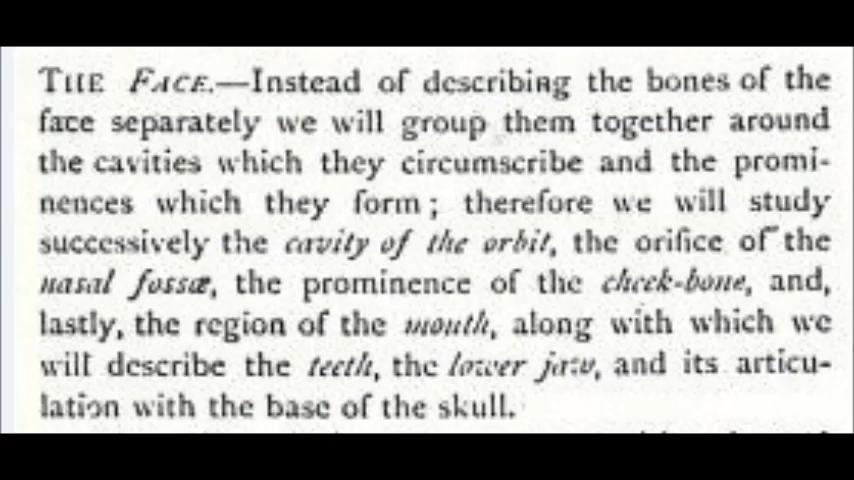 THE FACE.—Instead of describing the bones of the
face separately we will group them together around
the cavities which they circumscribe and the promi-
nences which they form; therefore we will study
successively the cavity of the orbit, the orifice of the
nasal fossæ, the prominence of the cheek-bone, and,
lastly, the region of the mouth, along with which we
will describe the teeth, the lower jaw, and its articu-
lation with the base of the skull.